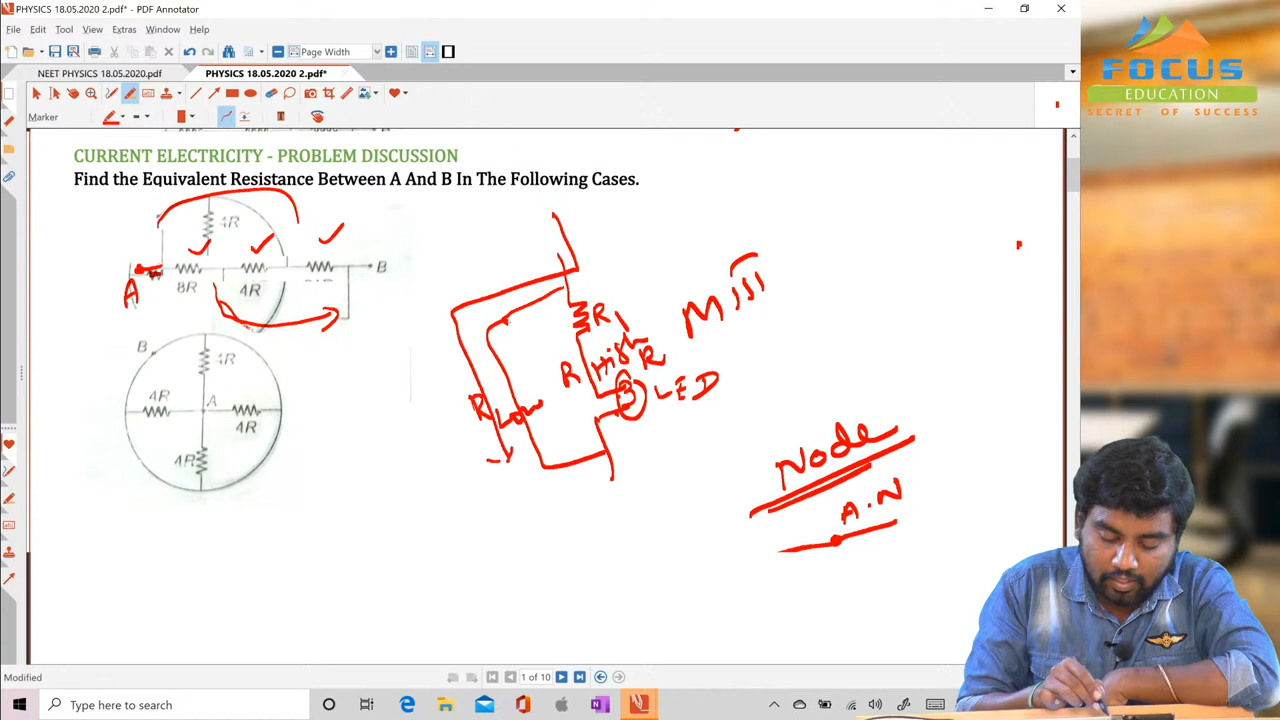 PHYSICS 18.05.2020 2.pdf* - PDF Annotator
File Edit Tool View Extras Window Help
Page Width
NEET PHYSICS 18.05.2020.pdf
PHYSICS 18.05.2020 2.pdf*
Marker
FOCUS
EDUCATION
SECRET OF SUCCESS
CURRENT ELECTRICITY - PROBLEM DISCUSSION
Find the Equivalent Resistance Between A And B In The Following Cases.
4R
B
A
8R
4R
B
4R
4R
A
4R
4R
R1
High
R
R
LED
R
Low
Node
A.N
Modified
1 of 10
Type here to search